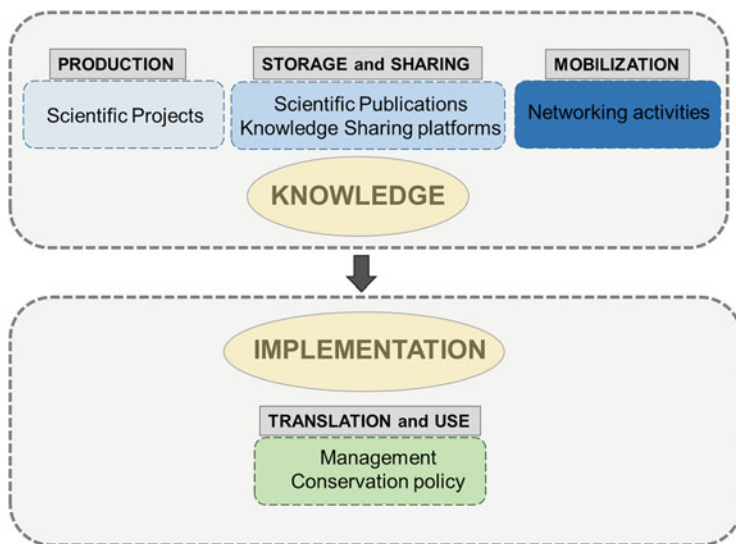 PRODUCTION
Scientific Projects
STORAGE and SHARING
Scientific Publications
Knowledge Sharing platforms
MOBILIZATION
Networking activities
KNOWLEDGE
IMPLEMENTATION
TRANSLATION and USE
Management
Conservation policy